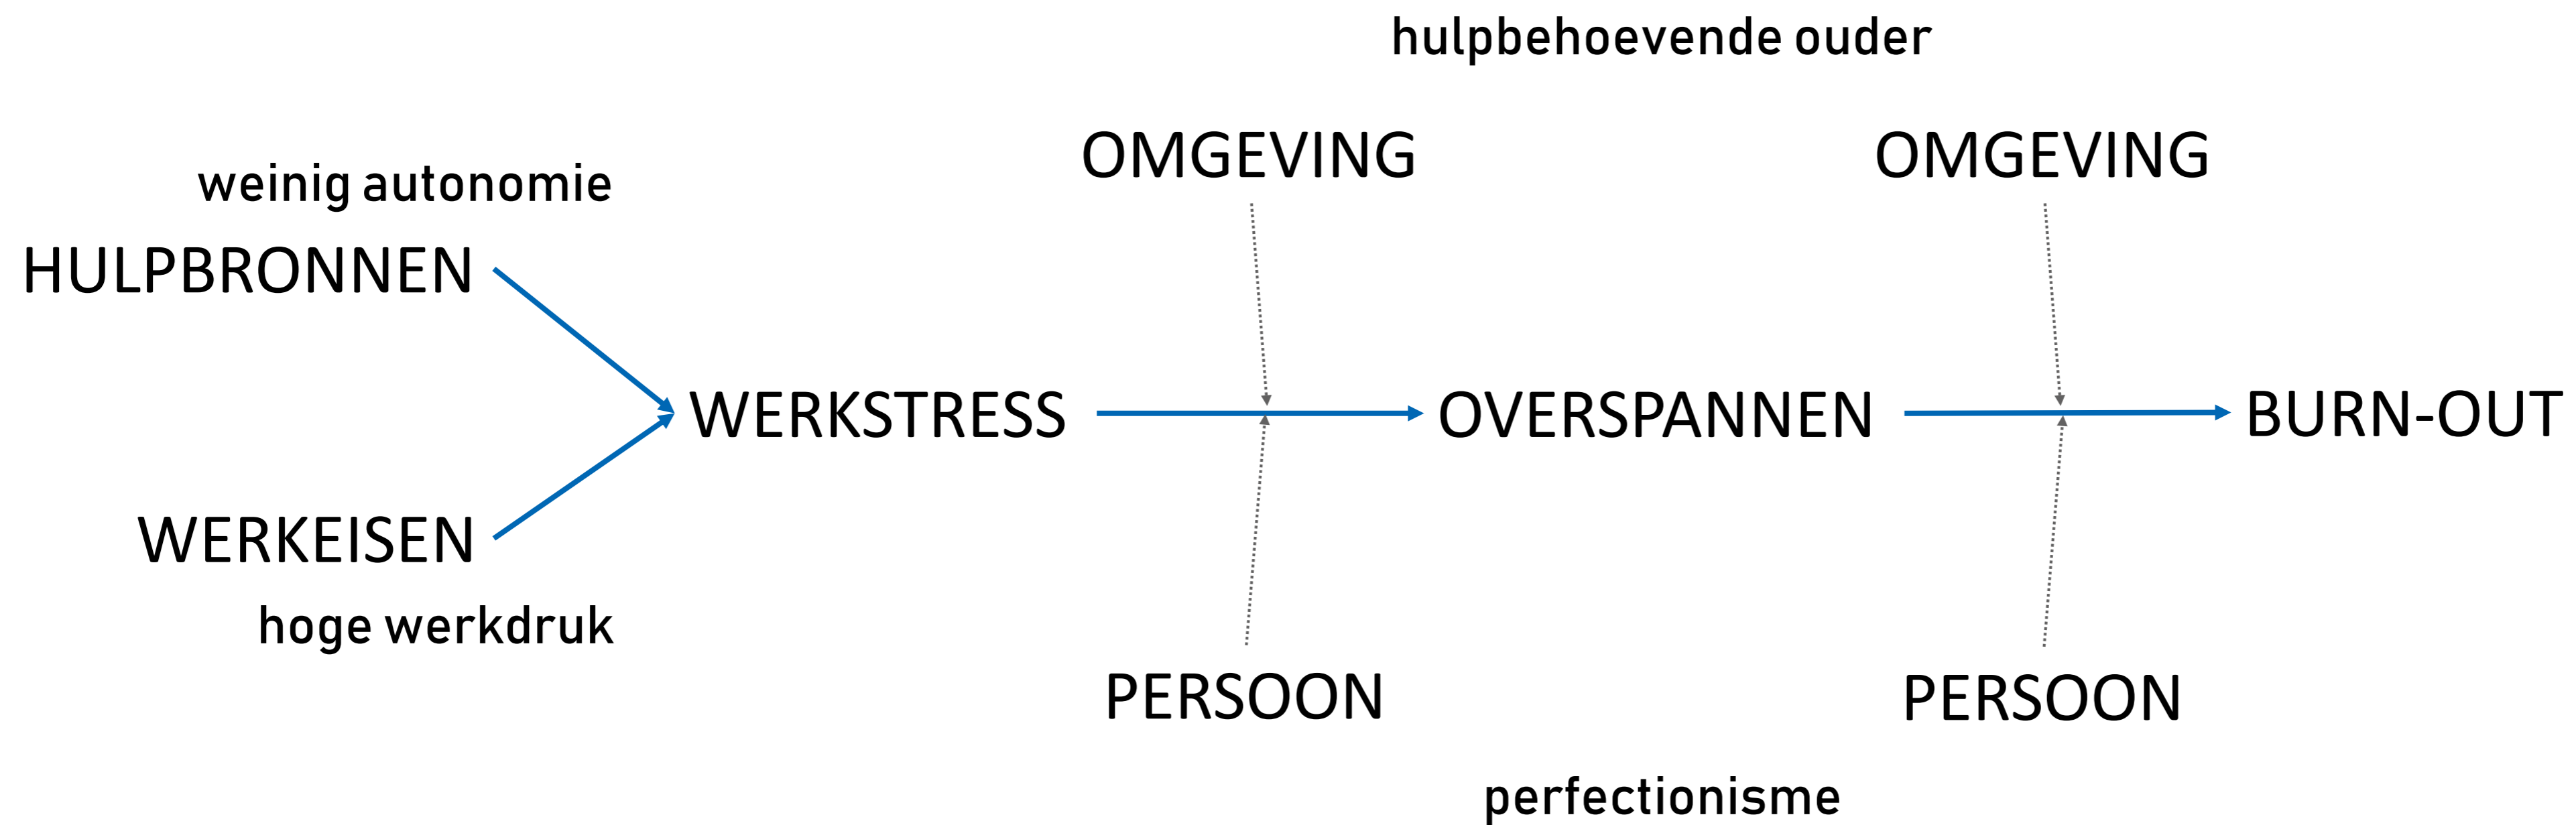 hulpbehoevende ouder
OMGEVING
OMGEVING
weinig autonomie
HULPBRONNEN
WERKSTRESS
OVERSPANNEN
BURN-OUT
WERKEISEN
hoge werkdruk
PERSOON
PERSOON
perfectionisme